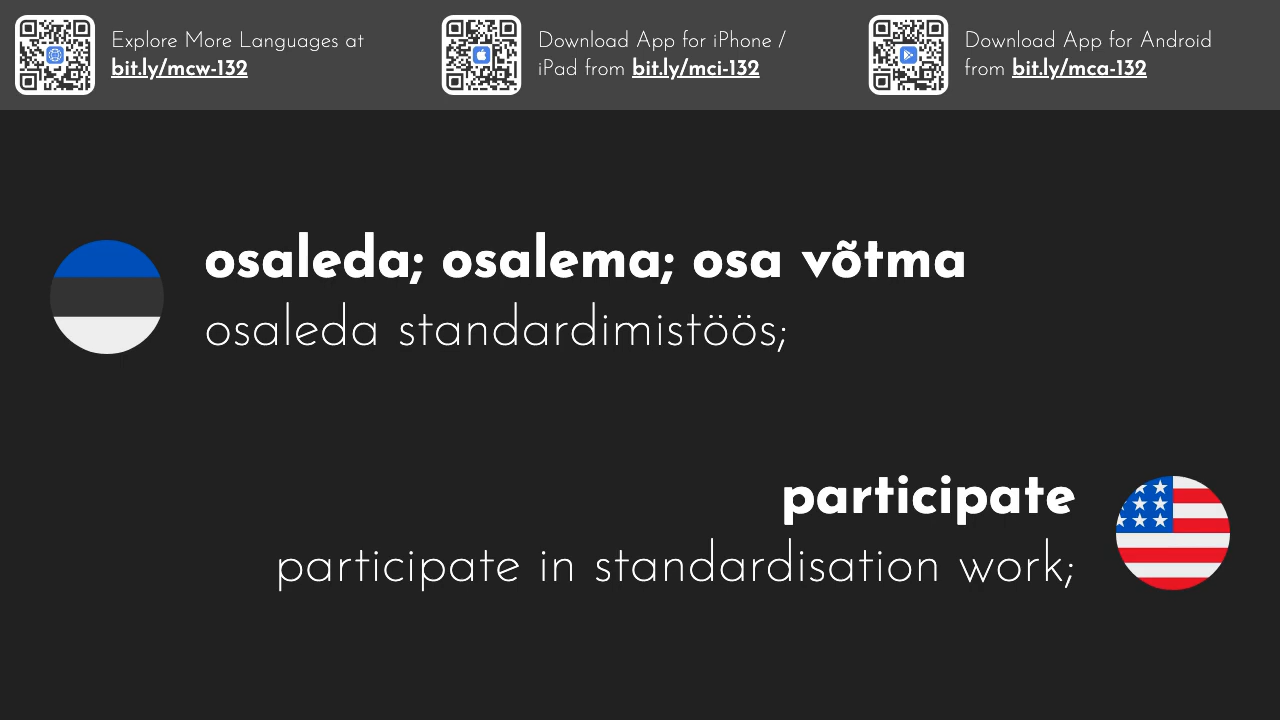 Explore More Languages at
bit.ly/mcw-132
Download App for iPhone /
iPad from bit.ly/mci-132
Download App for Android
from bit.ly/mca-132
osaleda; osalema; osa võtma
osaleda standardimistöös;
participate
participate in standardisation work;